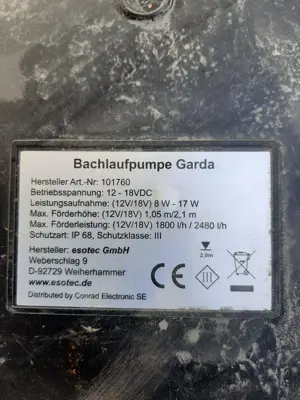 Bachlaufpumpe Garda
Hersteller Art.-Nr: 101760
Betriebsspannung: 12 - 18VDC
Leistungsaufnahme: (12V/18V) 8 W - 17 W
Max. Förderhöhe: (12V/18V) 1,05 m/2,1 m
Max. Förderleistung: (12V/18V) 1800 l/h / 2480 l/h
Schutzart: IP 68, Schutzklasse: III
Hersteller: esotec GmbH
Weberschlag 9
D-92729 Weiherhammer
www.esotec.de
Distributed by Conrad Electronic SE
CE
III
2,0m